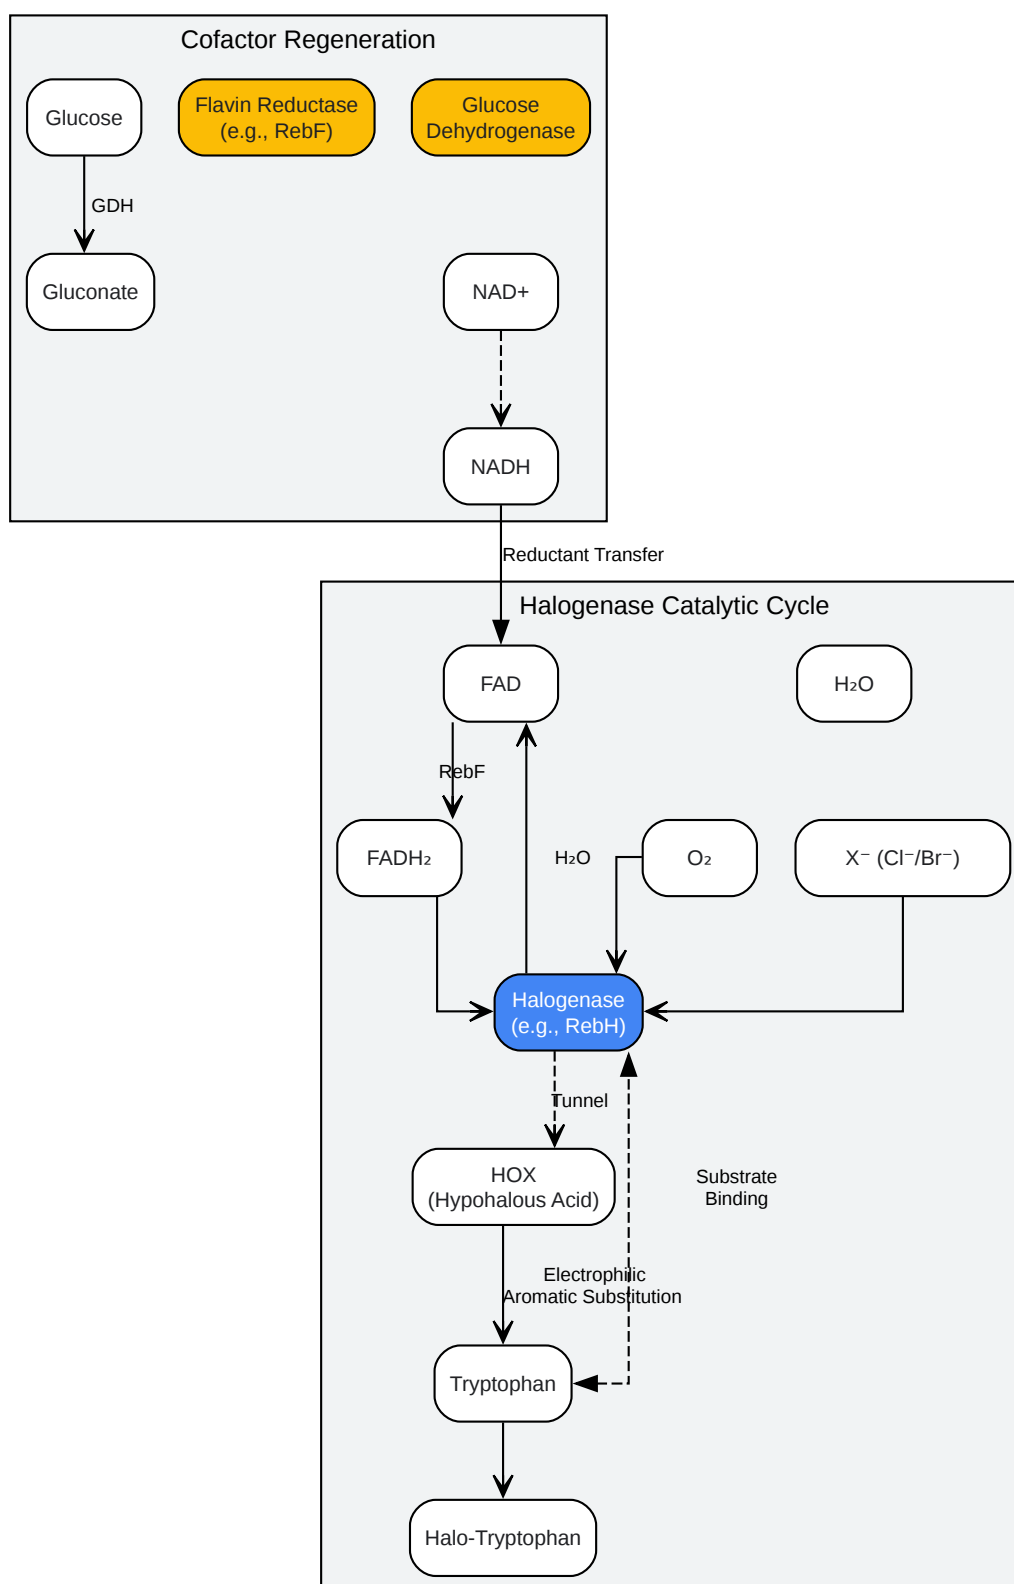 Cofactor Regeneration
Glucose
Flavin Reductase
(e.g., RebF)
Glucose
Dehydrogenase
GDH
Gluconate
NAD+
NADH
Reductant Transfer
Halogenase Catalytic Cycle
FAD
H₂O
RebF
FADH₂
H₂O
O₂
X⁻ (Cl⁻/Br⁻)
Halogenase
(e.g., RebH)
Tunnel
HOX
(Hypohalous Acid)
Substrate
Binding
Electrophilic
Aromatic Substitution
Tryptophan
Halo-Tryptophan